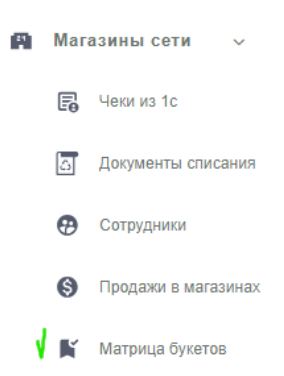 Магазины сети
Чеки из 1с
Документы списания
Сотрудники
Продажи в магазинах
Матрица букетов